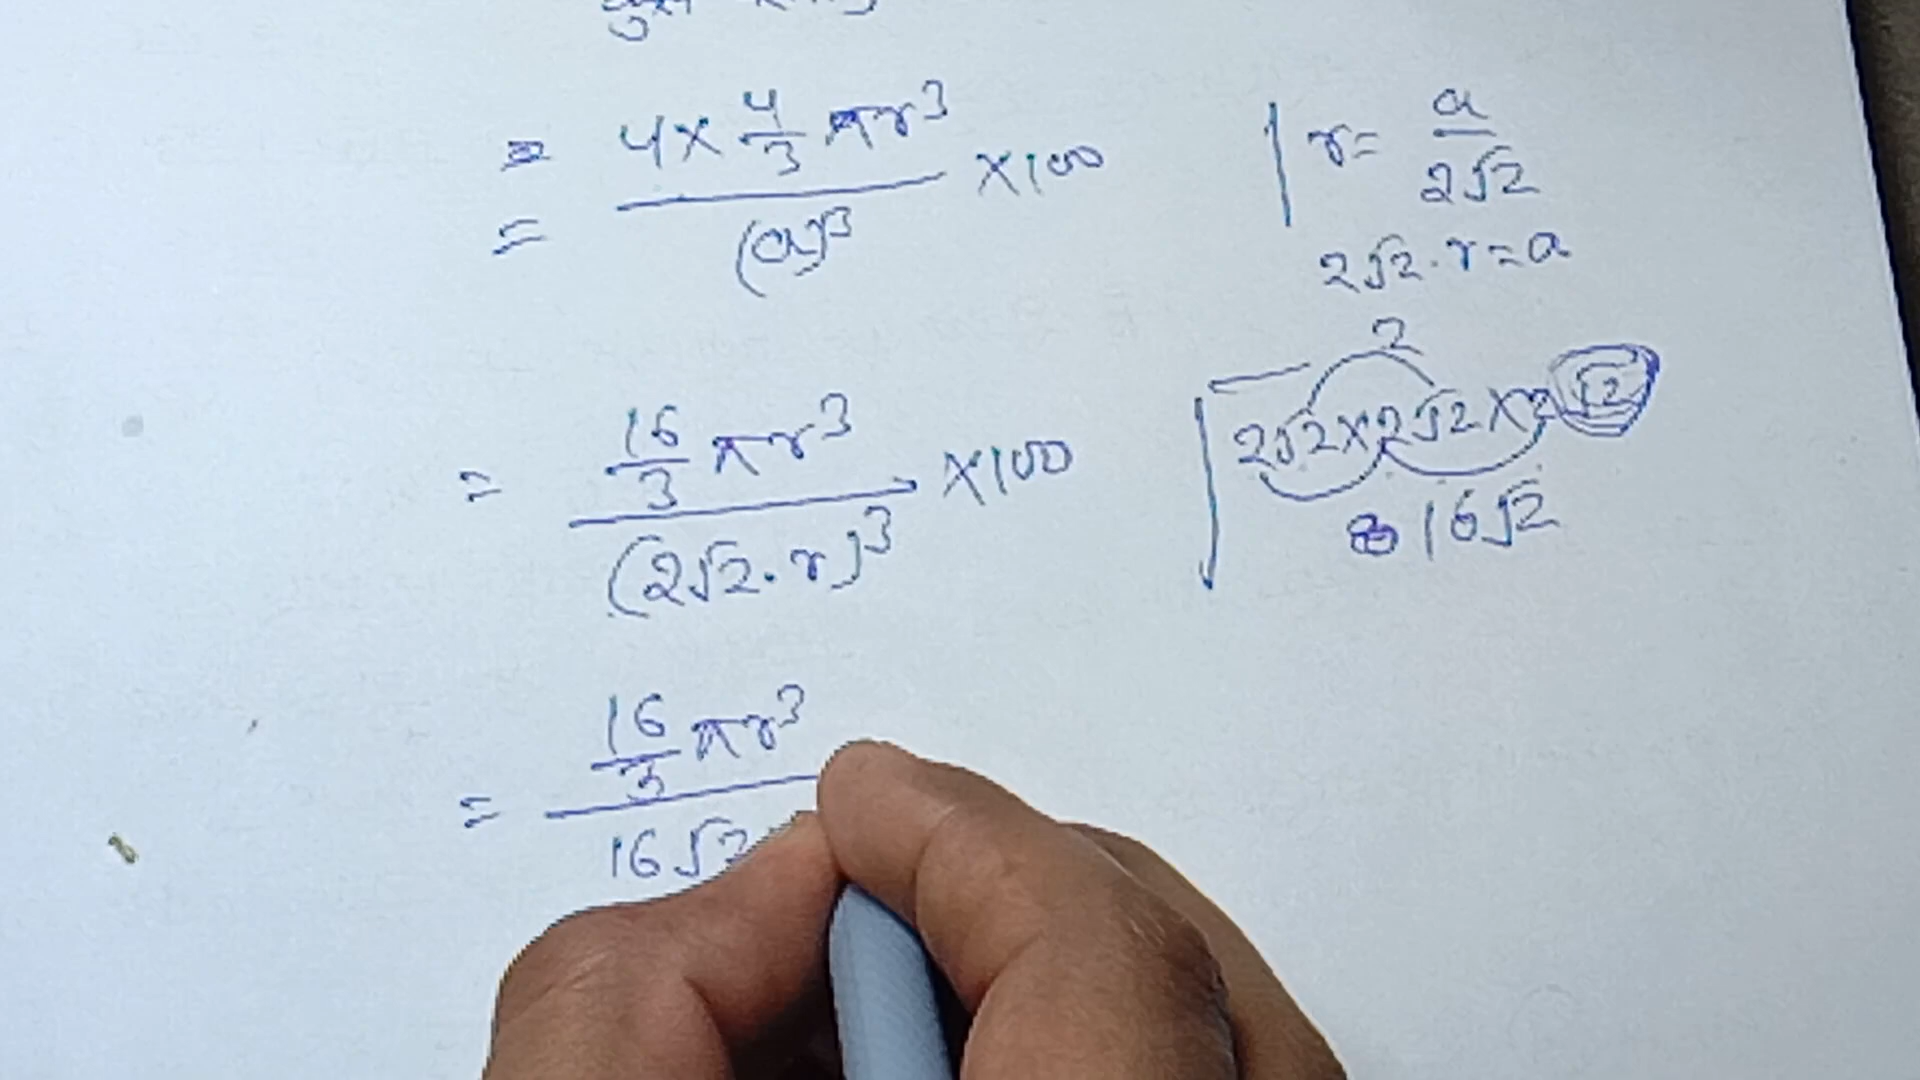 = 4 × 4/3 πr³ / (a)³ × 100
=
r = a / 2√2
2√2 . r = a
= 16/3 πr³ / (2√2 . r)³ × 100
2
2√2 × 2√2 × 2√2
16√2
= 16/3 πr³ / 16√2